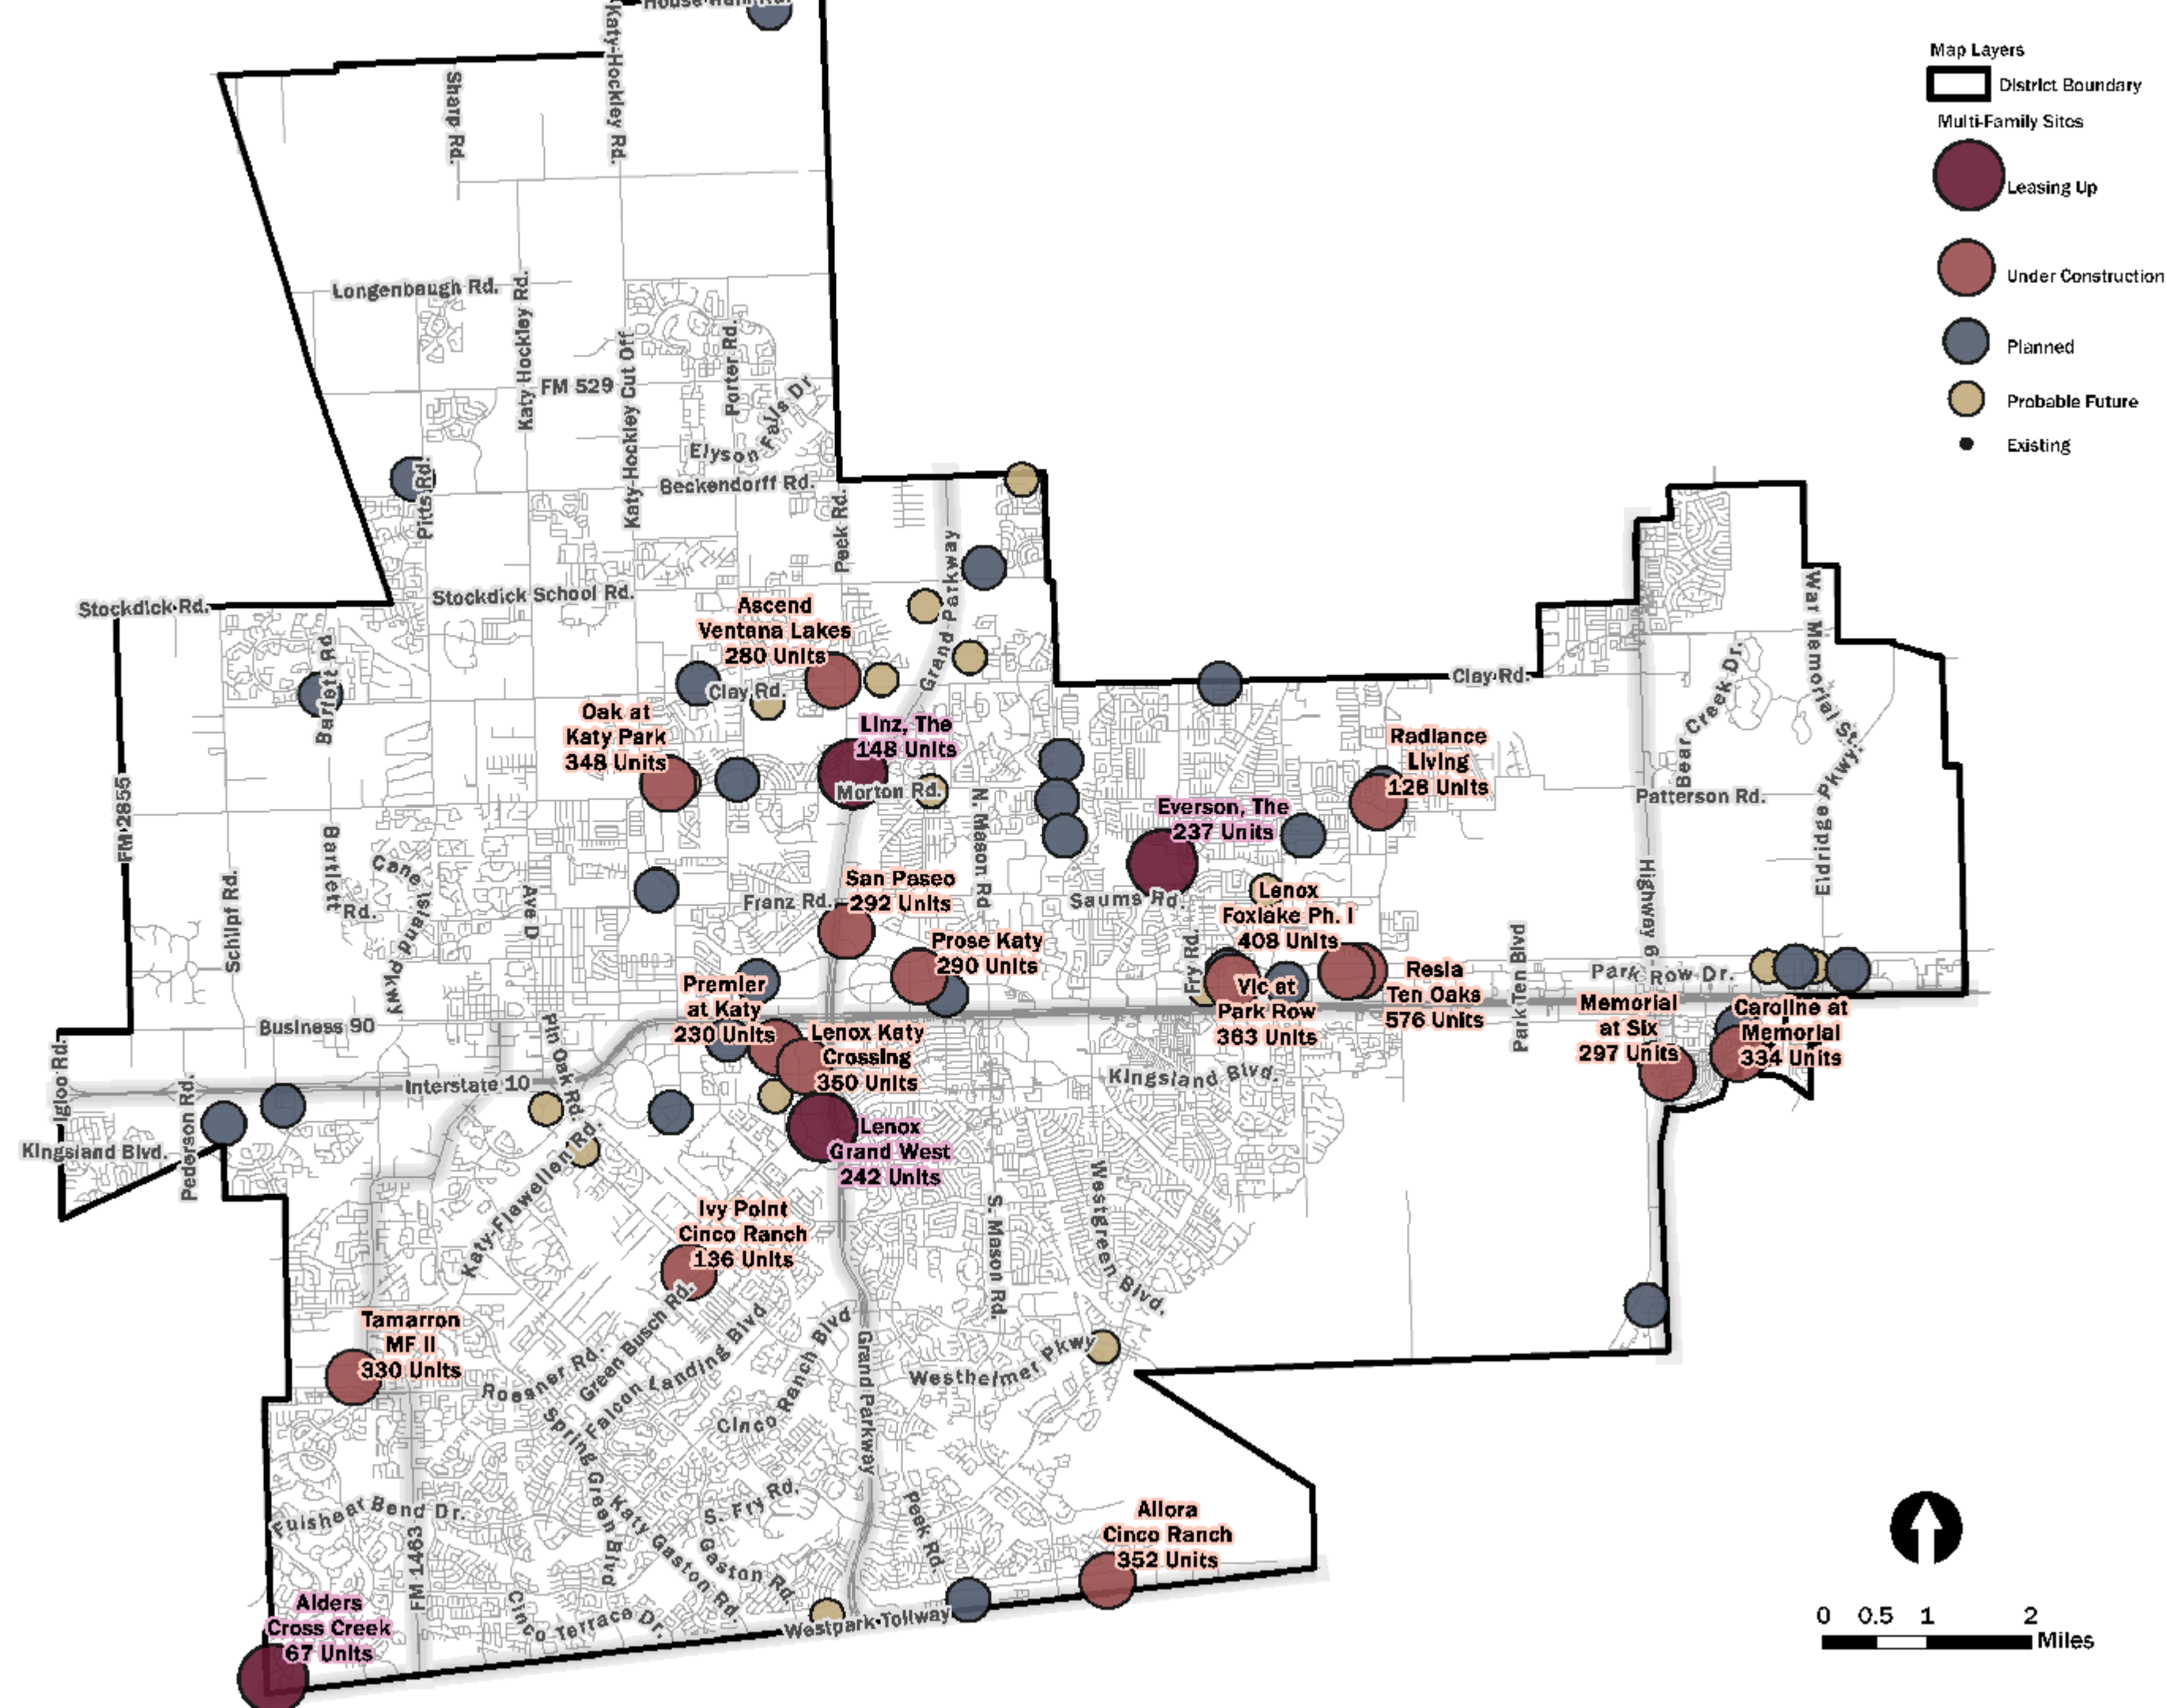 House Hahl Rd.
Katy-Hockley Rd.
Sharp Rd.
Map Layers
District Boundary
Multi-Family Sites
Leasing Up
Under Construction
Planned
Probable Future
Existing
Longenbaugh Rd.
Katy Hockley Rd.
Katy-Hockley Cut Off
Porter Rd.
FM 529
Elyson Falls Dr
Beckendorff Rd.
Pitts Rd.
Peek Rd.
Grand Parkway
Stockdick Rd.
Stockdick School Rd.
Ascend
Ventana Lakes
280 Units
Clay Rd.
Clay Rd.
Bartlett Rd
War Memorial St.
Bear Creek Dr.
Oak at
Katy Park
348 Units
Linz, The
148 Units
Morton Rd.
Radiance
Living
128 Units
Patterson Rd.
Eldridge Pkwy.
Everson, The
237 Units
N. Mason Rd.
FM 2855
Bartlett
Rd.
Cane Island Pkwy
Schlipf Rd.
Ave D
San Paseo
292 Units
Franz Rd.
Saums Rd.
Lenox
Foxlake Ph. I
408 Units
Highway 6
Prose Katy
290 Units
Fry Rd.
Park Ten Blvd
Park Row Dr.
Premier
at Katy
230 Units
Vic at
Park Row
363 Units
Resia
Ten Oaks
576 Units
Memorial
at Six
297 Units
Caroline at
Memorial
334 Units
Business 90
Pin Oak Rd.
Lenox Katy
Crossing
350 Units
Igloo Rd.
Interstate 10
Kingsland Blvd.
Pederson Rd.
Kingsland Blvd.
Katy-Flewellen Rd.
Lenox
Grand West
242 Units
Westgreen Blvd.
S. Mason Rd.
Ivy Point
Cinco Ranch
136 Units
Tamarron
MF II
330 Units
Roesner Rd.
Green Busch Rd.
Falcon Landing Blvd
Cinco Ranch Blvd
Grand Parkway
Westheimer Pkwy
Spring Green Blvd
Fulshear Bend Dr.
FM 1463
S. Fry Rd.
Katy Gaston Rd.
Gaston Rd.
Peek Rd.
Allora
Cinco Ranch
352 Units
Alders
Cross Creek
67 Units
Cinco Terrace Dr.
Westpark Tollway
0 0.5 1 2
Miles